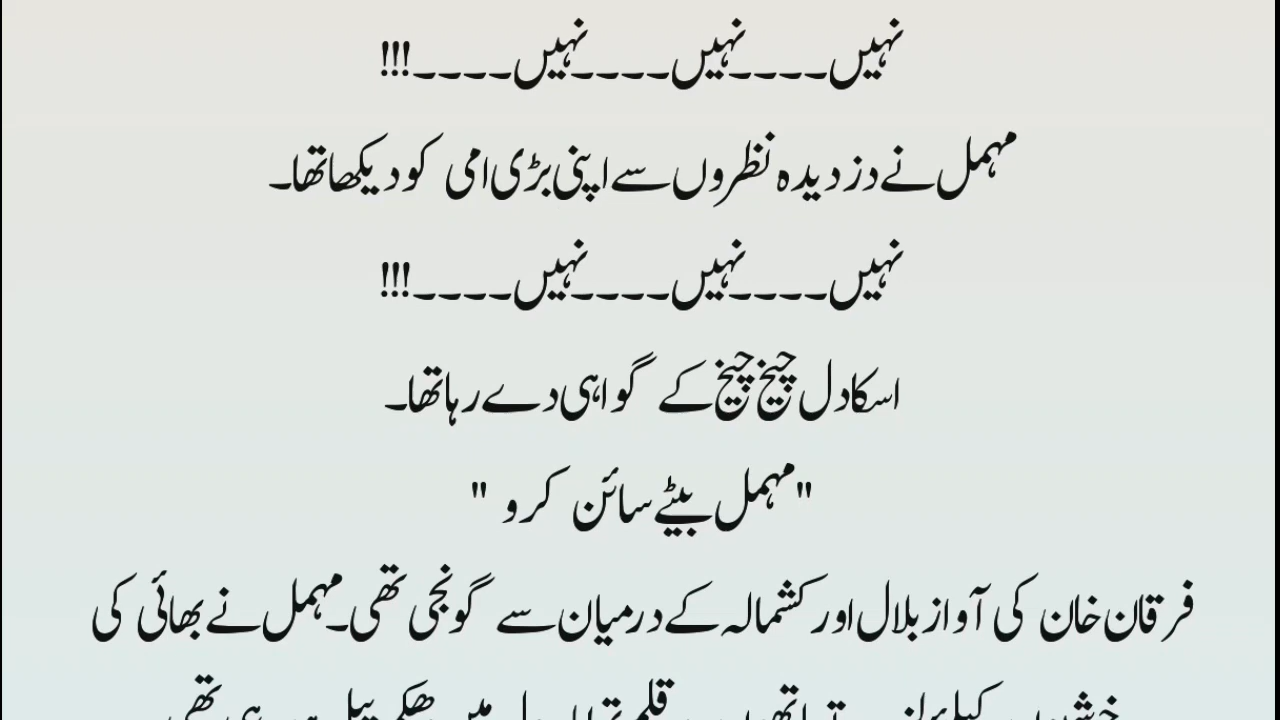 نہیں۔۔۔۔نہیں۔۔۔۔نہیں۔۔۔۔!!!
مہمل نے دزدیدہ نظروں سے اپنی بڑی امی کو دیکھا تھا۔
نہیں۔۔۔۔نہیں۔۔۔۔نہیں۔۔۔۔!!!
اسکا دل چیخ چیخ کے گواہی دے رہا تھا۔
"مہمل بیٹے سائن کرو "
فرقان خان کی آواز بلال اور کشمالہ کے درمیان سے گونجی تھی۔ مہمل نے بھائی کی